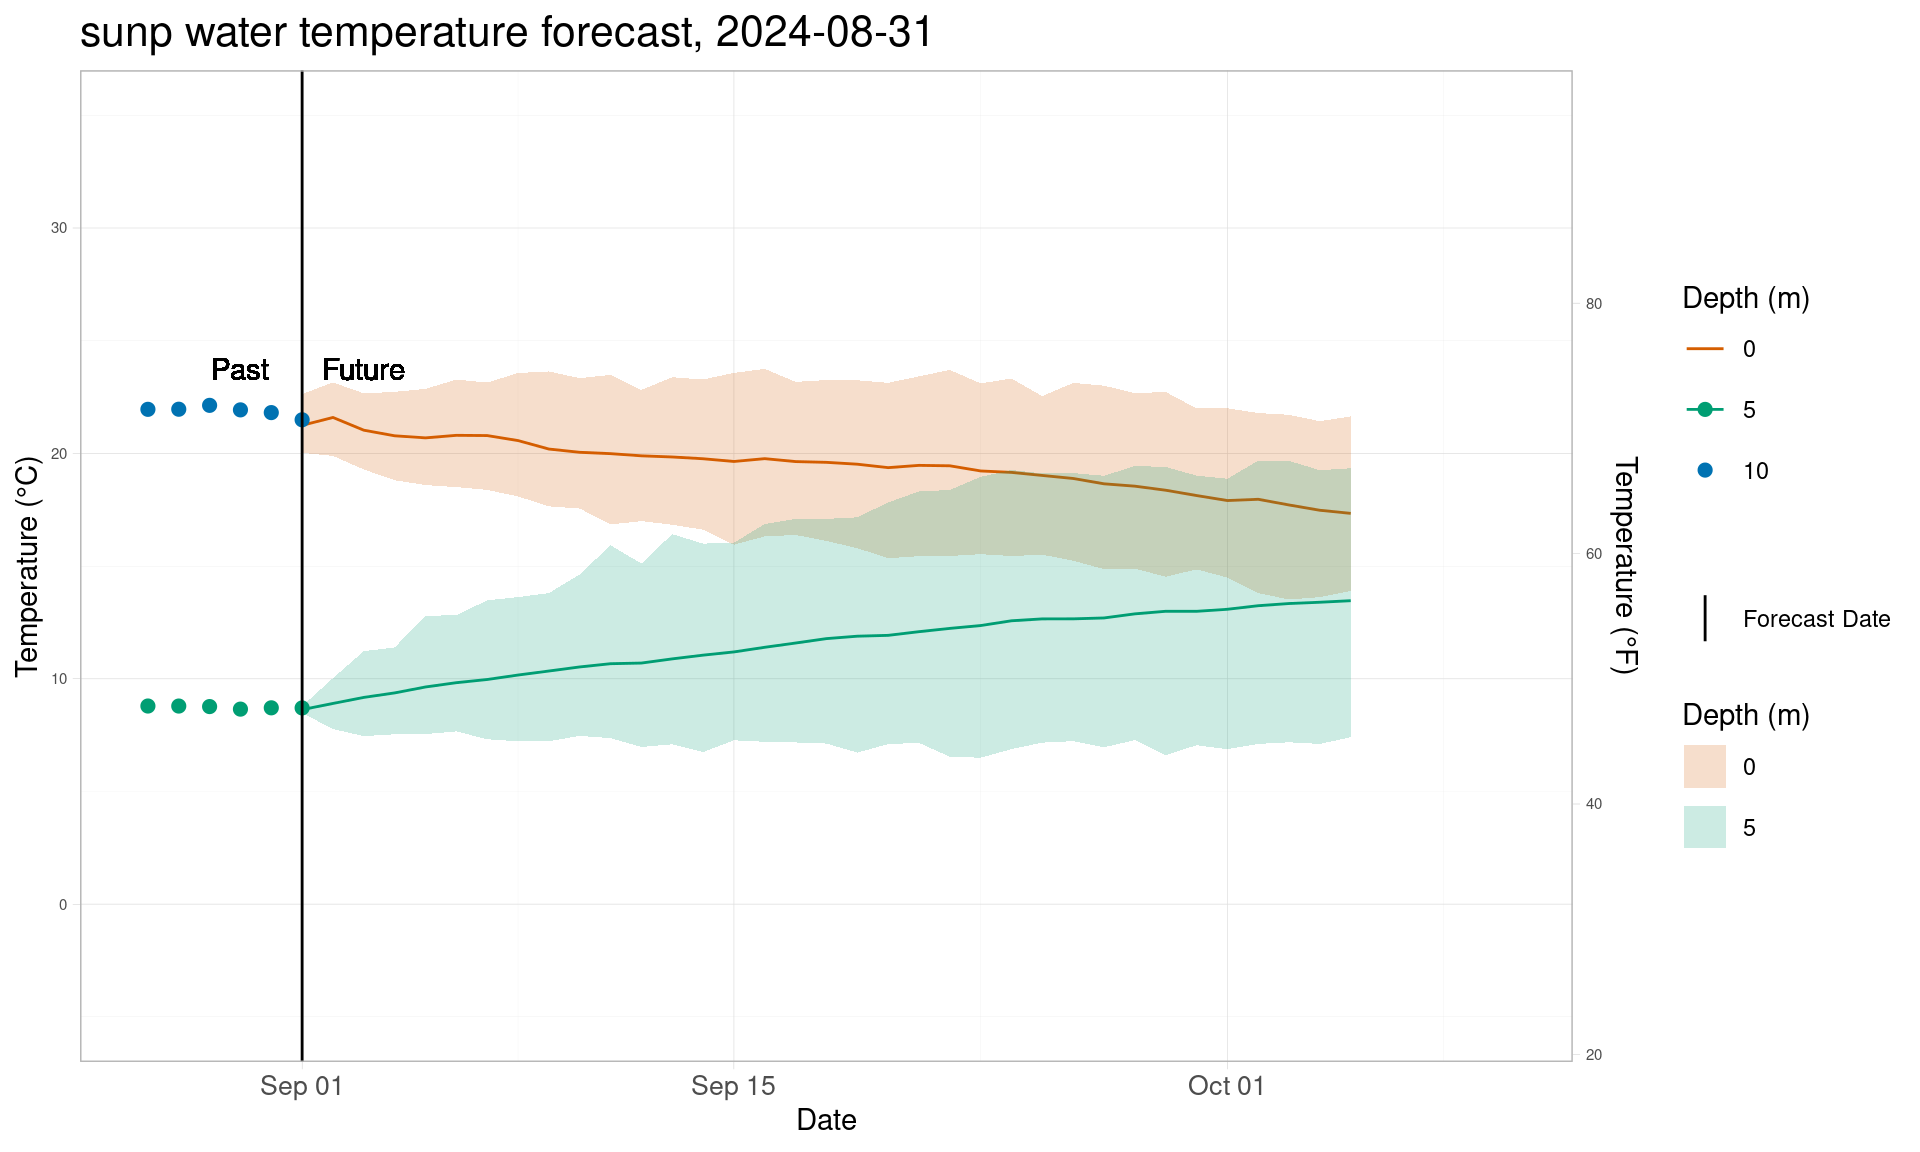 sunp water temperature forecast, 2024-08-31
Past
Future
30
20
10
0
Temperature (°C)
80
60
40
20
Temperature (°F)
Sep 01
Sep 15
Oct 01
Date
Depth (m)
0
5
10
Forecast Date
Depth (m)
0
5